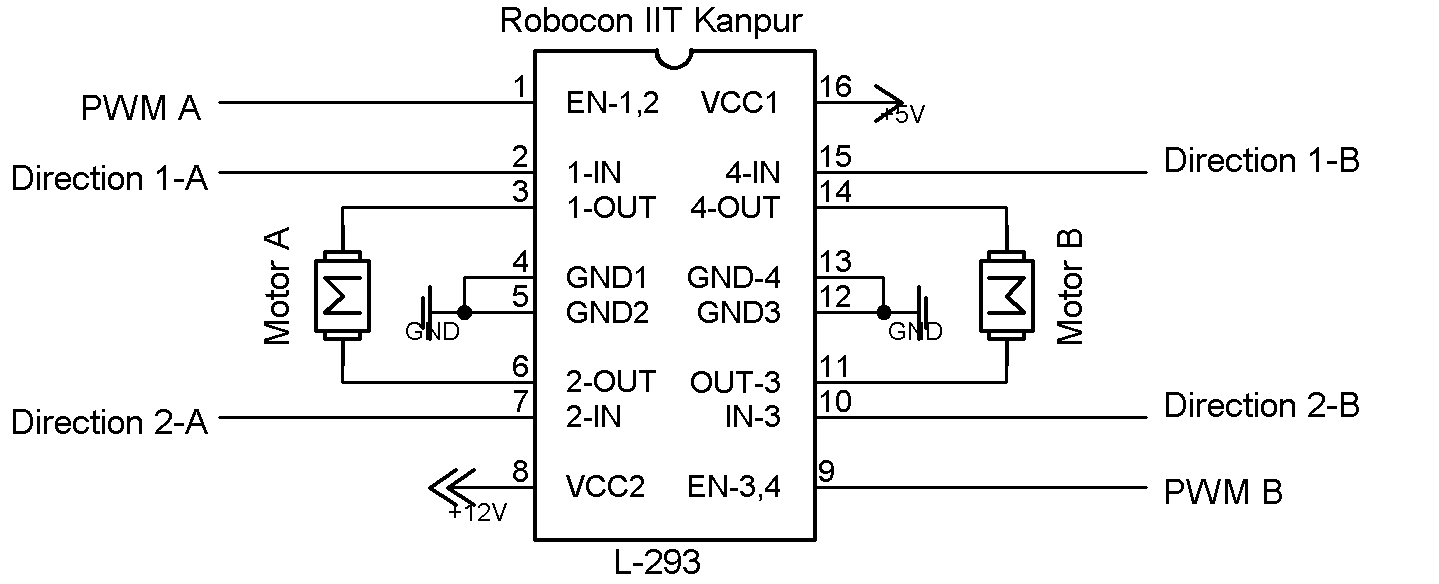 Robocon IIT Kanpur
PWM A
1
EN-1,2
VCC1
16
+5V
Direction 1-A
2
1-IN
4-IN
15
Direction 1-B
3
1-OUT
4-OUT
14
Motor A
Motor B
4
GND1
GND-4
13
5
GND2
GND3
12
GND
GND
6
2-OUT
OUT-3
11
Direction 2-A
7
2-IN
IN-3
10
Direction 2-B
8
VCC2
EN-3,4
9
+12V
PWM B
L-293